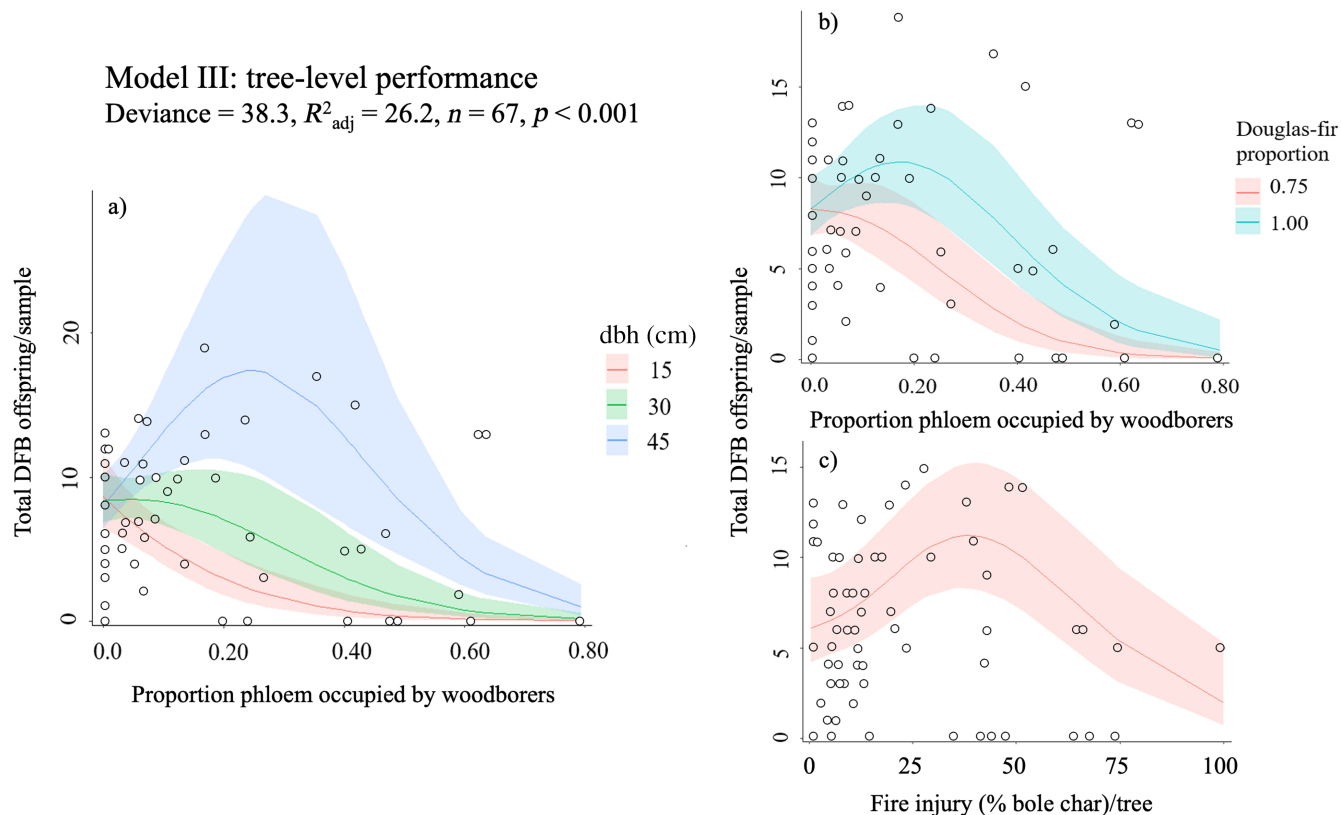 Model III: tree-level performance
Deviance = 38.3, R²adj = 26.2, n = 67, p < 0.001
a)
Total DFB offspring/sample
0
10
20
0.0 0.20 0.40 0.60 0.80
Proportion phloem occupied by woodborers
dbh (cm)
15
30
45
b)
Total DFB offspring/sample
0
5
10
15
0.0 0.20 0.40 0.60 0.80
Proportion phloem occupied by woodborers
Douglas-fir
proportion
0.75
1.00
c)
Total DFB offspring/sample
0
5
10
15
0 25 50 75 100
Fire injury (% bole char)/tree